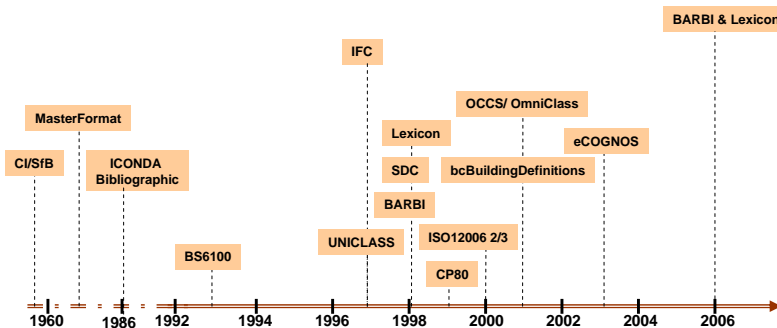 BARBI & Lexicon
IFC
OCCS/ OmniClass
MasterFormat
Lexicon
eCOGNOS
CI/SfB
ICONDA
Bibliographic
SDC
bcBuildingDefinitions
BARBI
UNICLASS
ISO12006 2/3
BS6100
CP80
1960
1986
1992
1994
1996
1998
2000
2002
2004
2006